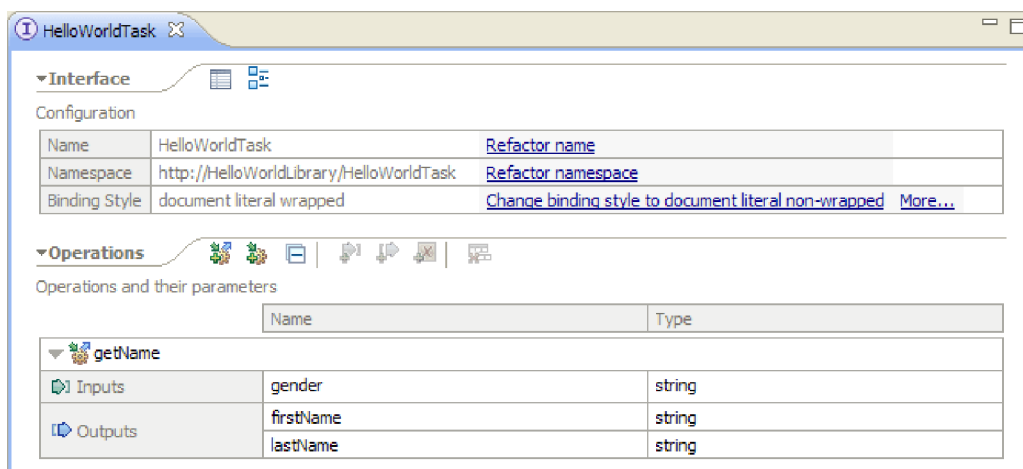 HelloWorldTask
Interface
Configuration
Name HelloWorldTask Refactor name
Namespace http://HelloWorldLibrary/HelloWorldTask Refactor namespace
Binding Style document literal wrapped Change binding style to document literal non-wrapped More...
Operations
Operations and their parameters
Name Type
getName
Inputs gender string
Outputs firstName string
lastName string